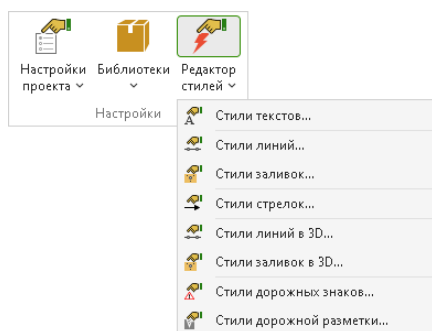 Настройки проекта
Библиотеки
Редактор стилей
Настройки
Стили текстов...
Стили линий...
Стили заливок...
Стили стрелок...
Стили линий в 3D...
Стили заливок в 3D...
Стили дорожных знаков...
Стили дорожной разметки...